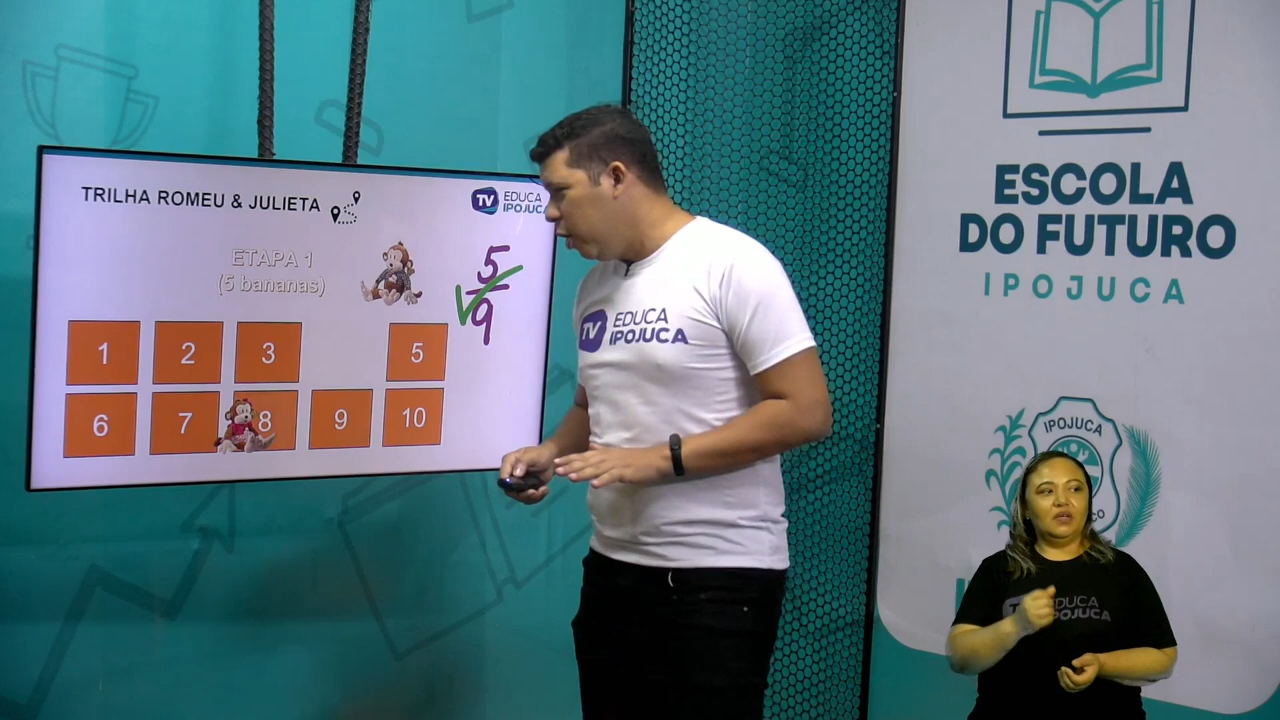 TRILHA ROMEU & JULIETA
TV EDUCA
IPOJUCA
ETAPA 1
(5 bananas)
5
9
1 2 3 5
6 7 8 9 10
TV EDUCA
IPOJUCA
ESCOLA
DO FUTURO
IPOJUCA
IPOJUCA
EDUCA
IPOJUCA